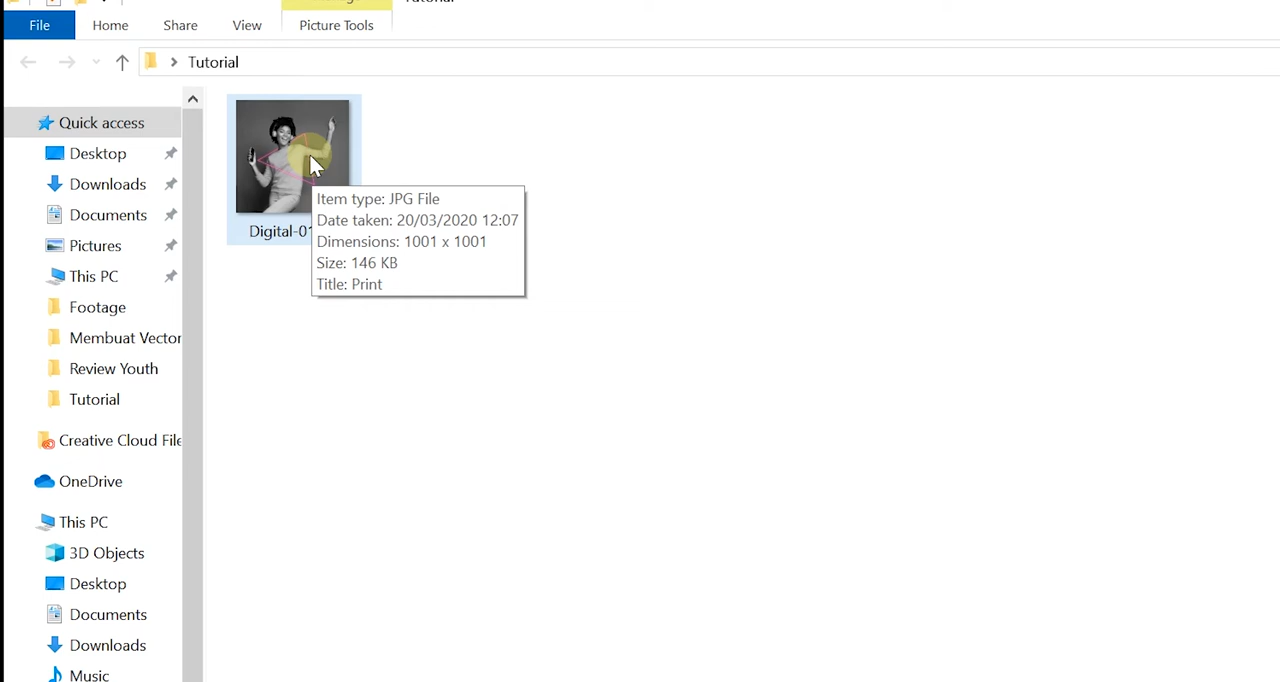 File Home Share View Picture Tools
Tutorial
Quick access
Desktop
Downloads
Documents
Pictures
This PC
Footage
Membuat Vector
Review Youth
Tutorial
Creative Cloud File
OneDrive
This PC
3D Objects
Desktop
Documents
Downloads
Music
Digital-01
Item type: JPG File
Date taken: 20/03/2020 12:07
Dimensions: 1001 x 1001
Size: 146 KB
Title: Print